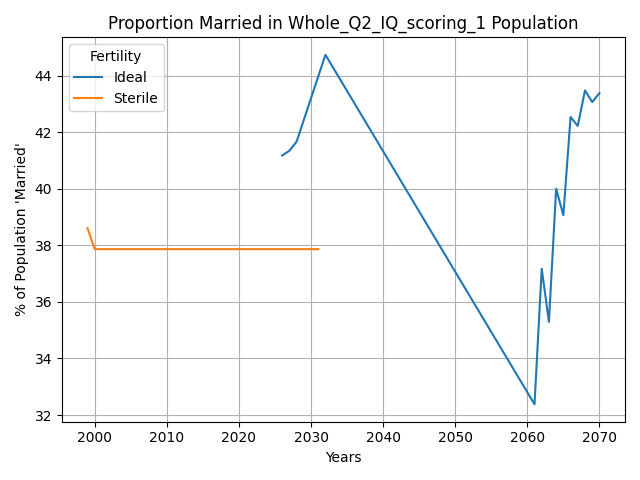 Proportion Married in Whole_Q2_IQ_scoring_1 Population
Fertility
Ideal
Sterile
44
42
40
38
36
34
32
% of Population 'Married'
2000 2010 2020 2030 2040 2050 2060 2070
Years